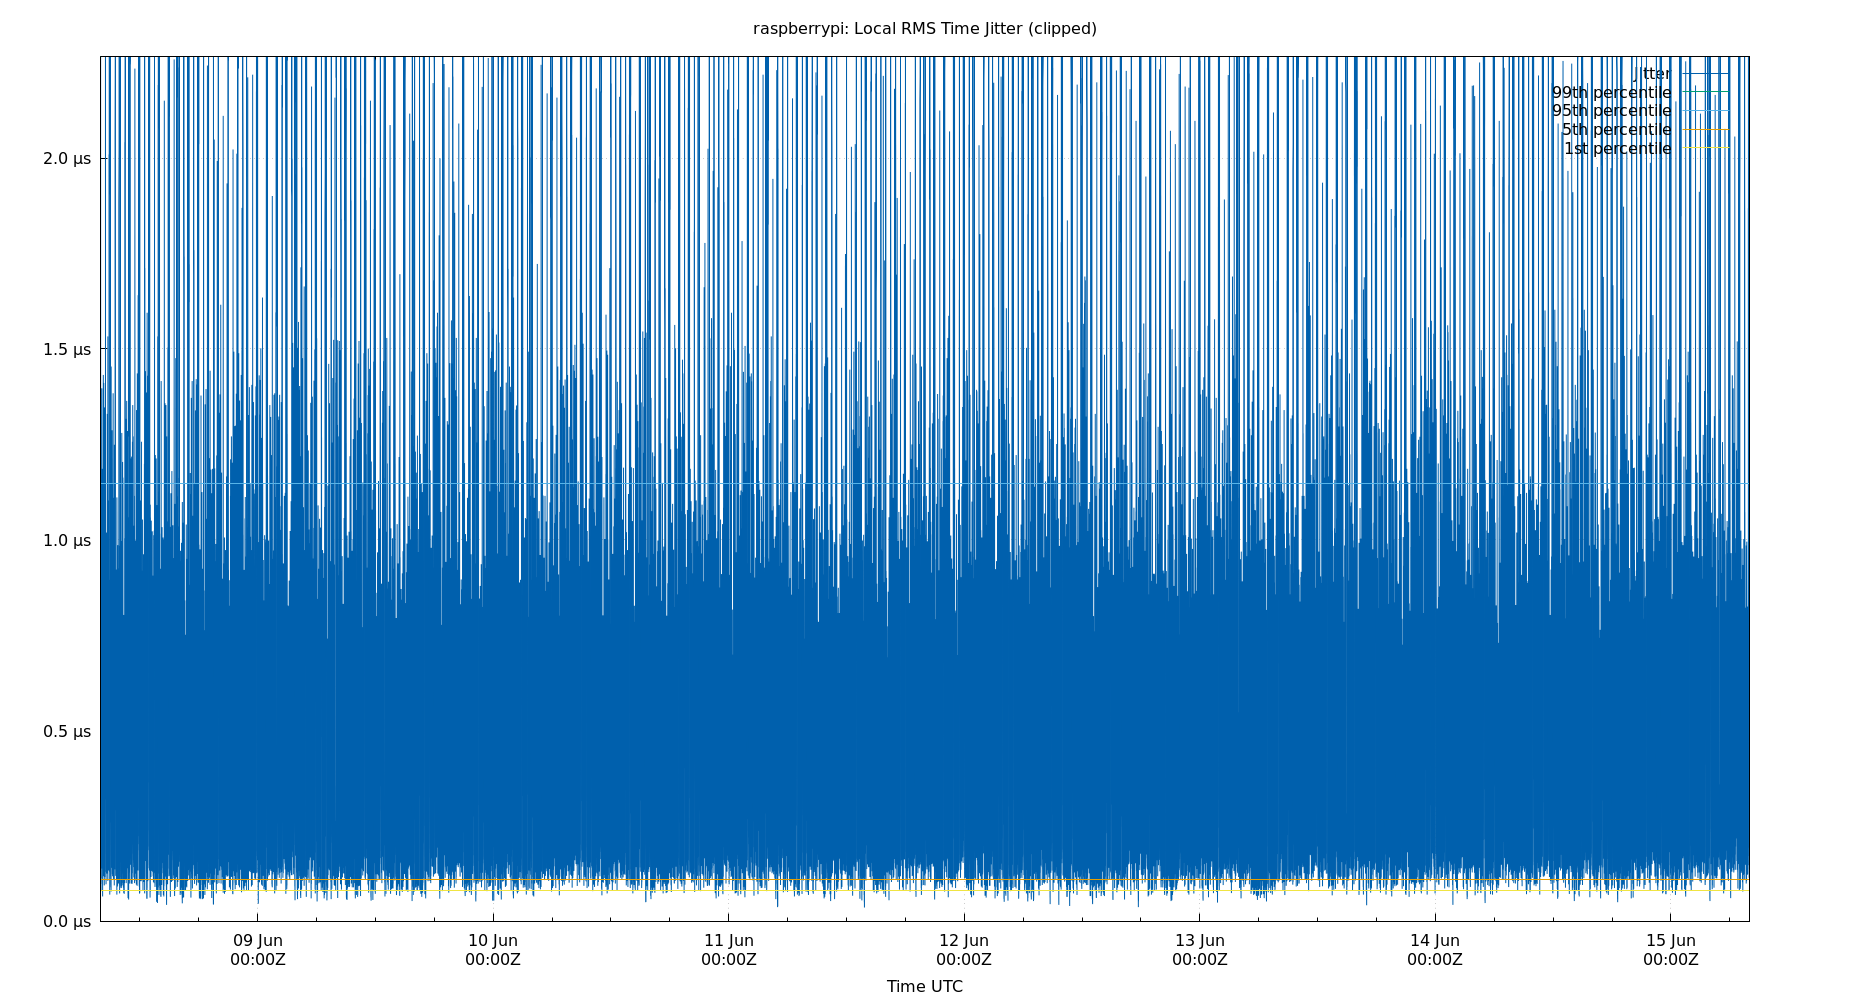 raspberrypi: Local RMS Time Jitter (clipped)
jitter
99th percentile
95th percentile
5th percentile
1st percentile
2.0 μs
1.5 μs
1.0 μs
0.5 μs
0.0 μs
09 Jun 10 Jun 11 Jun 12 Jun 13 Jun 14 Jun 15 Jun
00:00Z 00:00Z 00:00Z 00:00Z 00:00Z 00:00Z 00:00Z
Time UTC